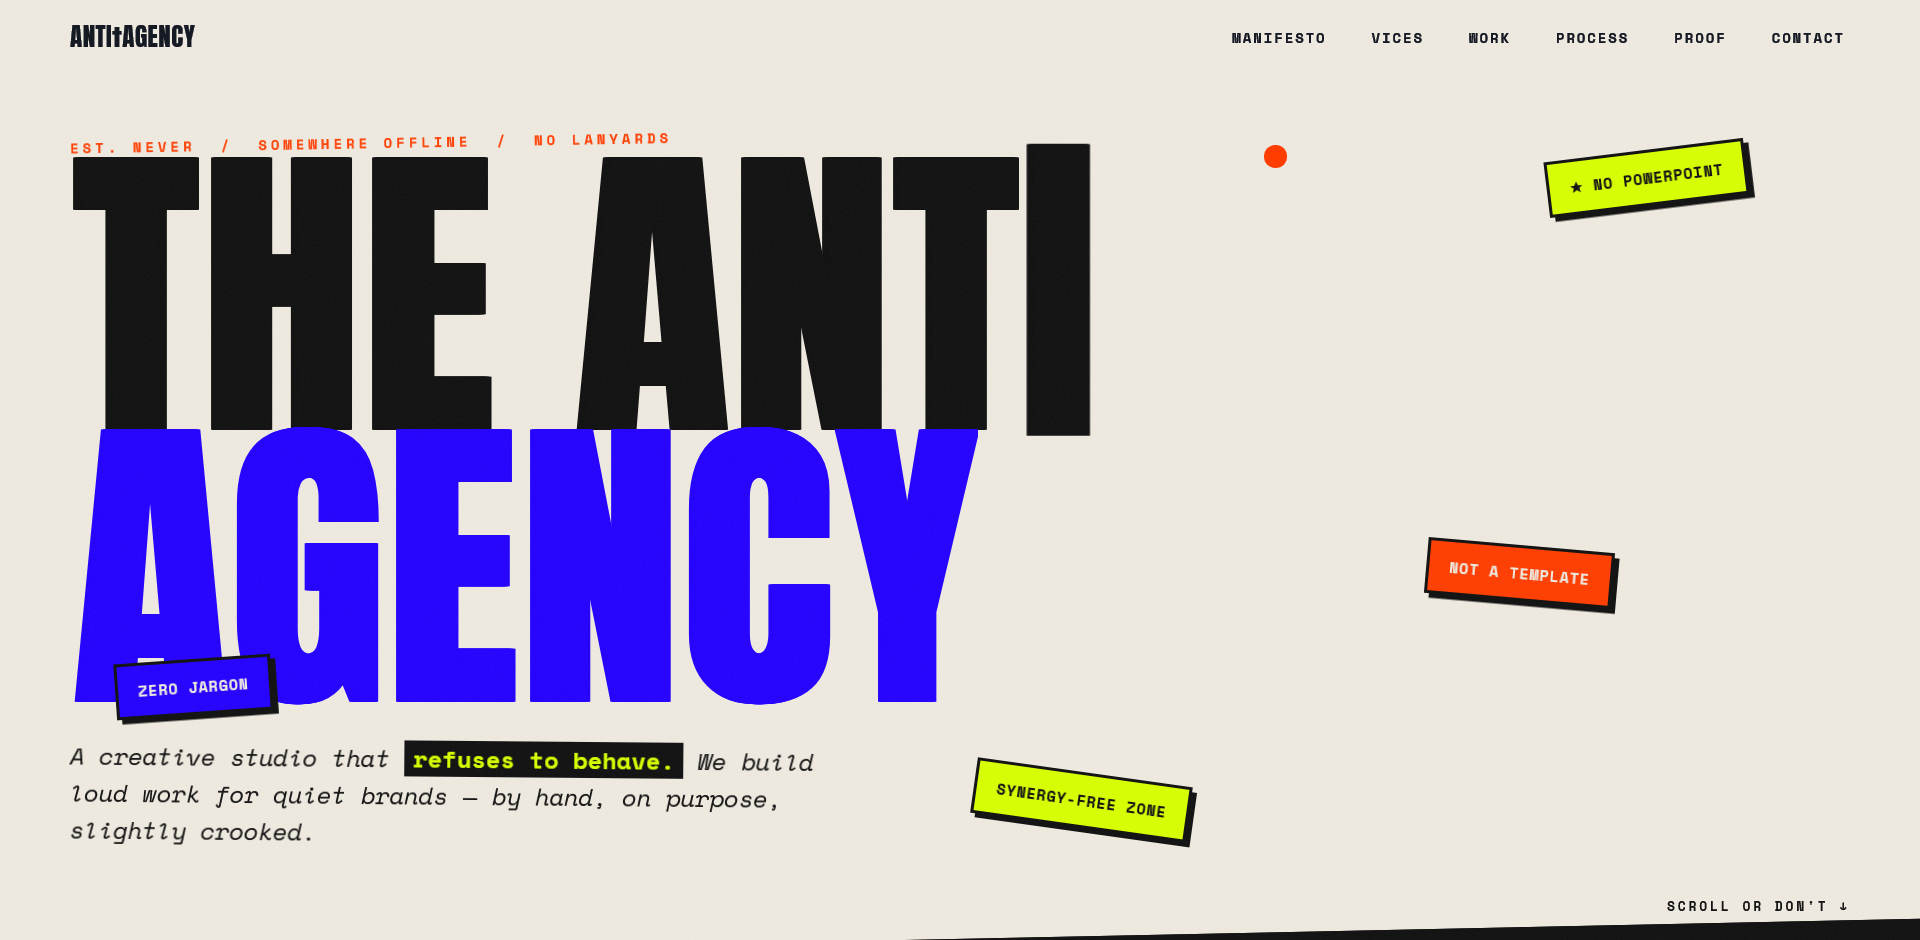 ANTI†AGENCY
MANIFESTO VICES WORK PROCESS PROOF CONTACT
EST. NEVER / SOMEWHERE OFFLINE / NO LANYARDS
★ NO POWERPOINT
THE ANTI
AGENCY
NOT A TEMPLATE
ZERO JARGON
A creative studio that refuses to behave. We build
loud work for quiet brands — by hand, on purpose,
slightly crooked.
SYNERGY-FREE ZONE
SCROLL OR DON'T ↓